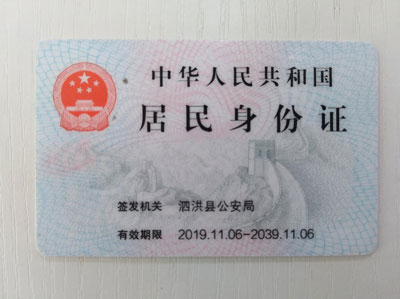 中华人民共和国
居民身份证
签发机关 泗洪县公安局
有效期限 2019.11.06-2039.11.06